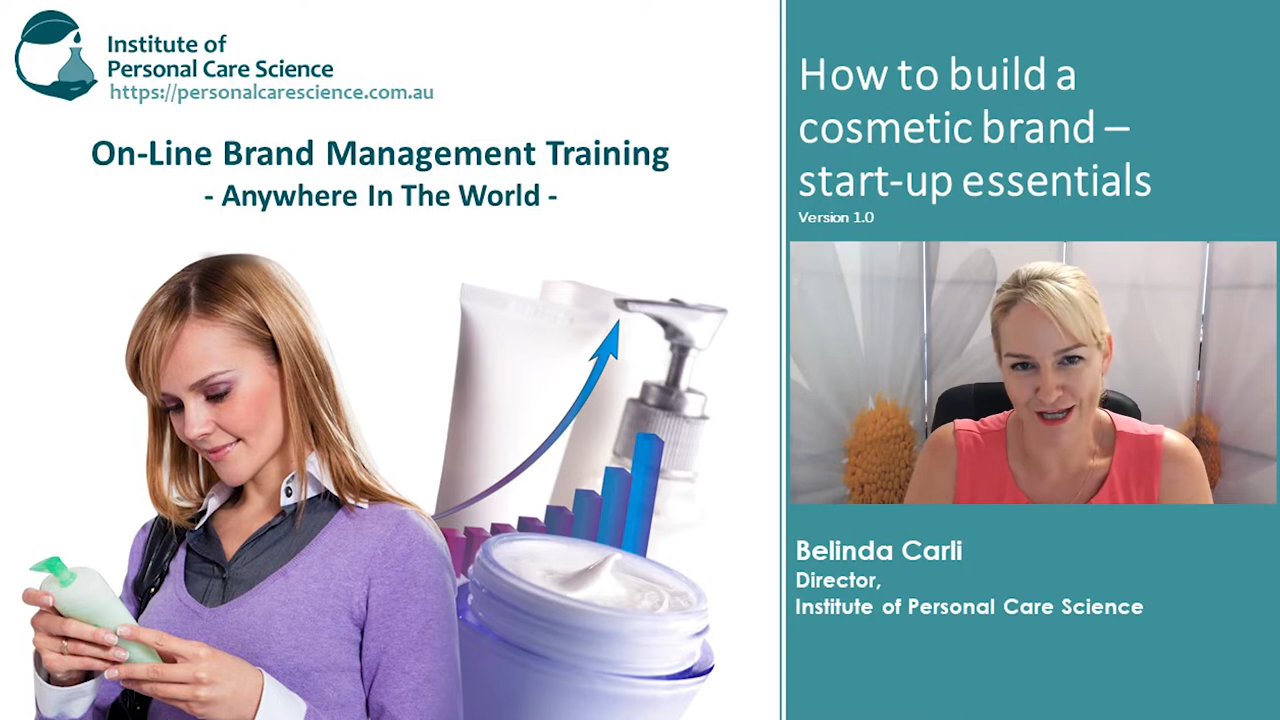 Institute of
Personal Care Science
https://personalcarescience.com.au
On-Line Brand Management Training
- Anywhere In The World -
How to build a
cosmetic brand –
start-up essentials
Version 1.0
Belinda Carli
Director,
Institute of Personal Care Science